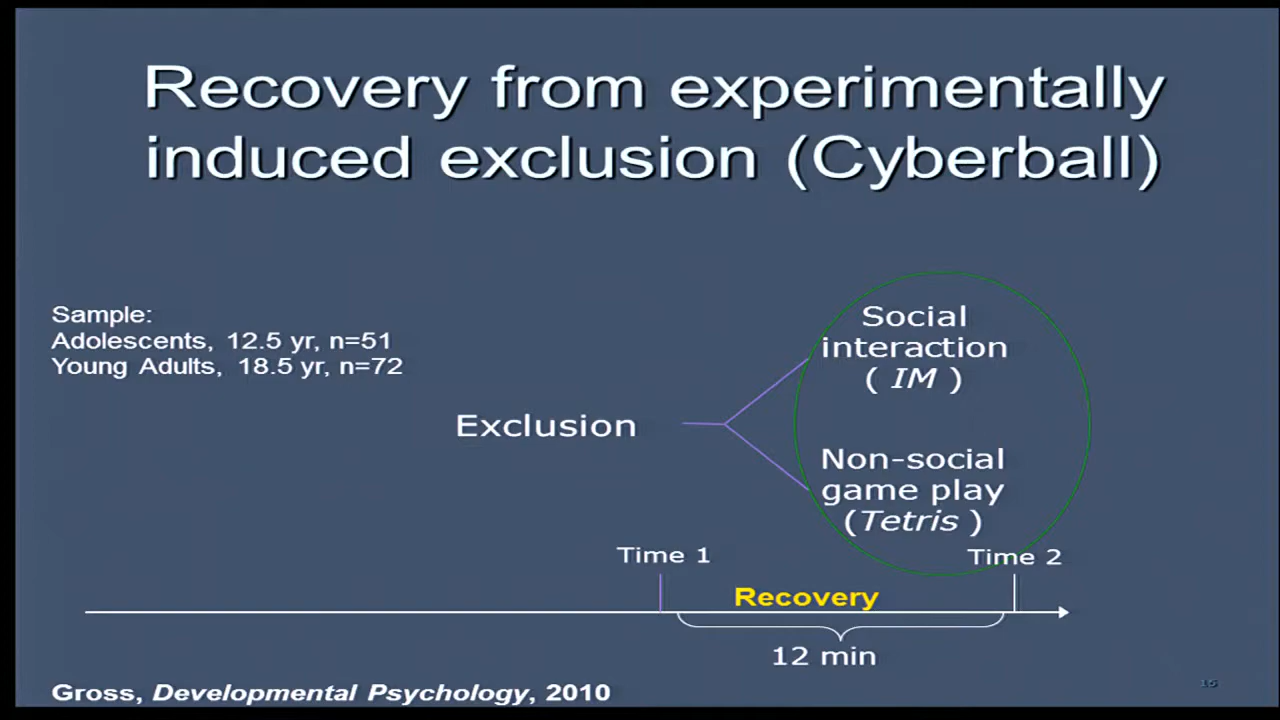 Recovery from experimentally
induced exclusion (Cyberball)
Sample:
Adolescents, 12.5 yr, n=51
Young Adults, 18.5 yr, n=72
Exclusion
Social
interaction
( IM )
Non-social
game play
(Tetris )
Time 1
Time 2
Recovery
12 min
Gross, Developmental Psychology, 2010
15